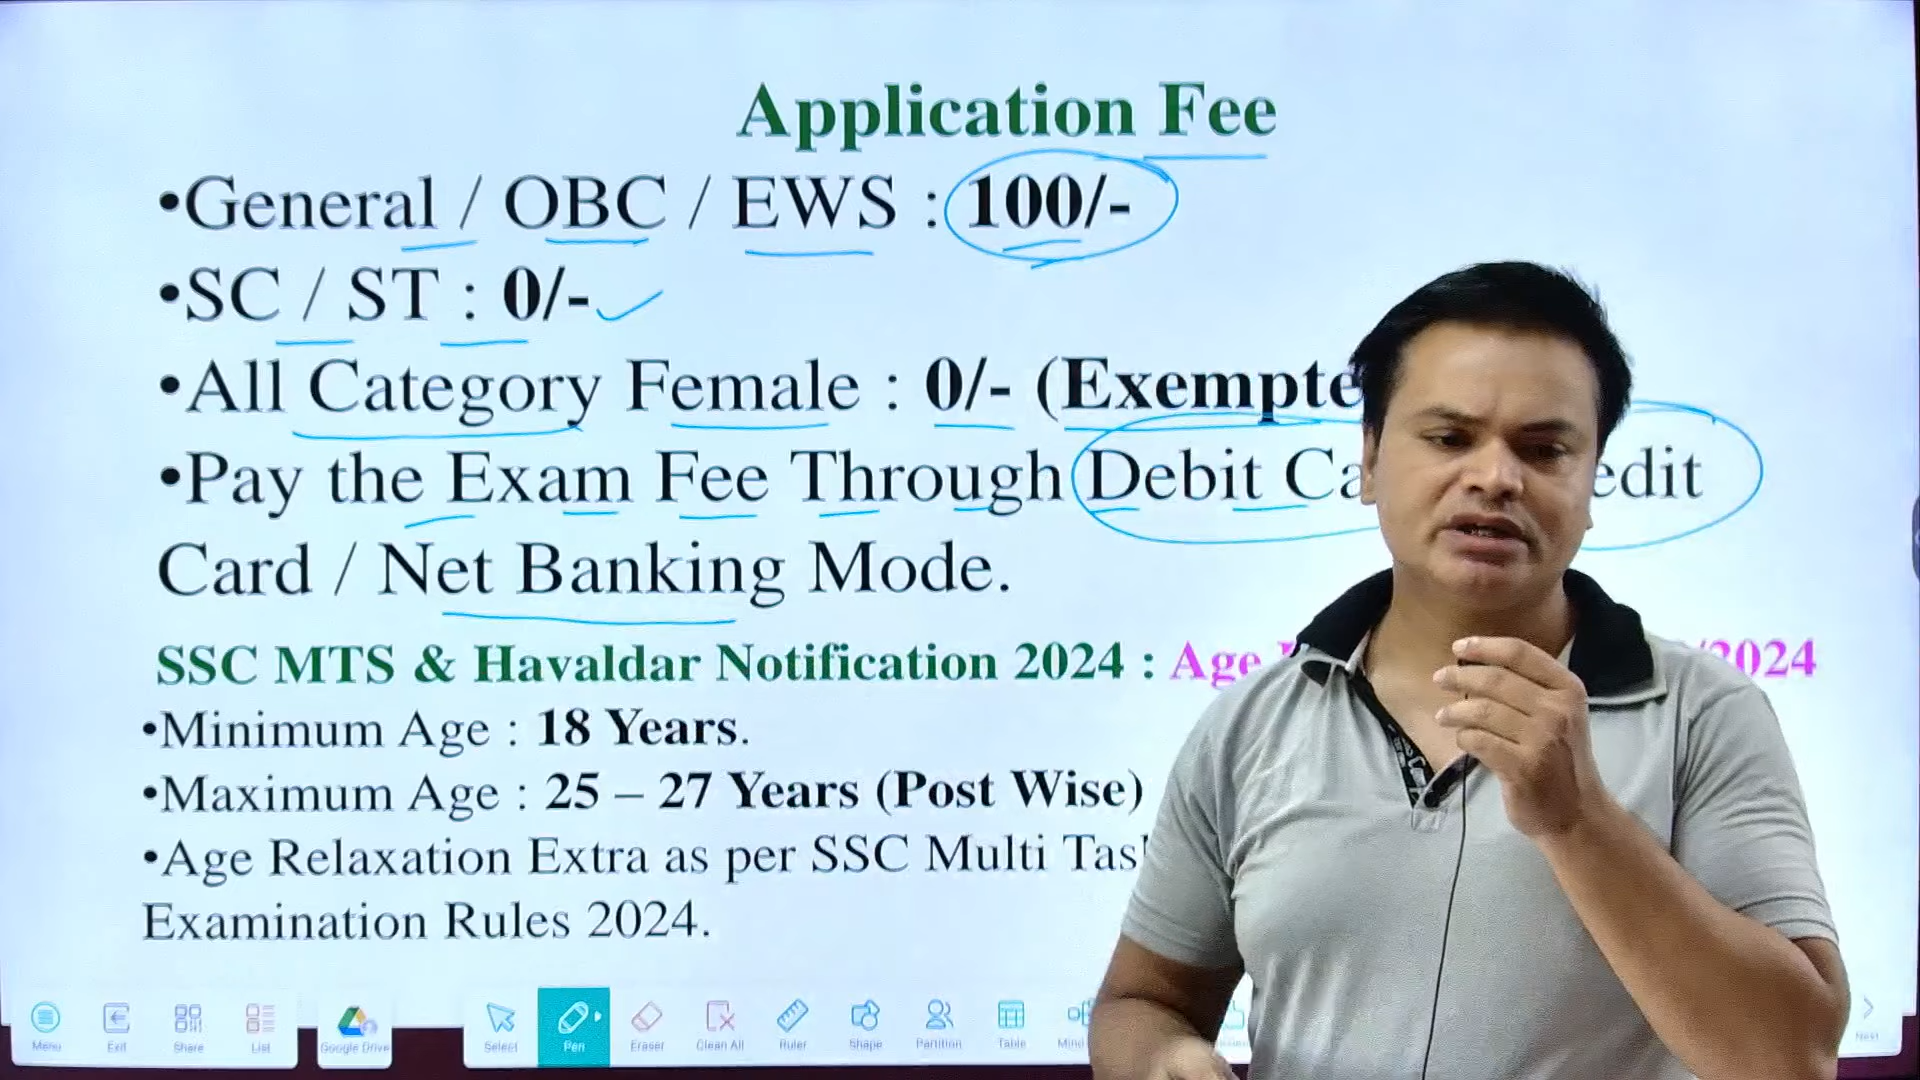 Application Fee
•General / OBC / EWS : 100/-
•SC / ST : 0/-
•All Category Female : 0/- (Exempte
•Pay the Exam Fee Through Debit Ca edit
Card / Net Banking Mode.
SSC MTS & Havaldar Notification 2024 : Age /2024
•Minimum Age : 18 Years.
•Maximum Age : 25 – 27 Years (Post Wise)
•Age Relaxation Extra as per SSC Multi Tas
Examination Rules 2024.
Menu Exit Share List Google Drive Select Pen Eraser Clean All Ruler Shape Partition Table Mind Next